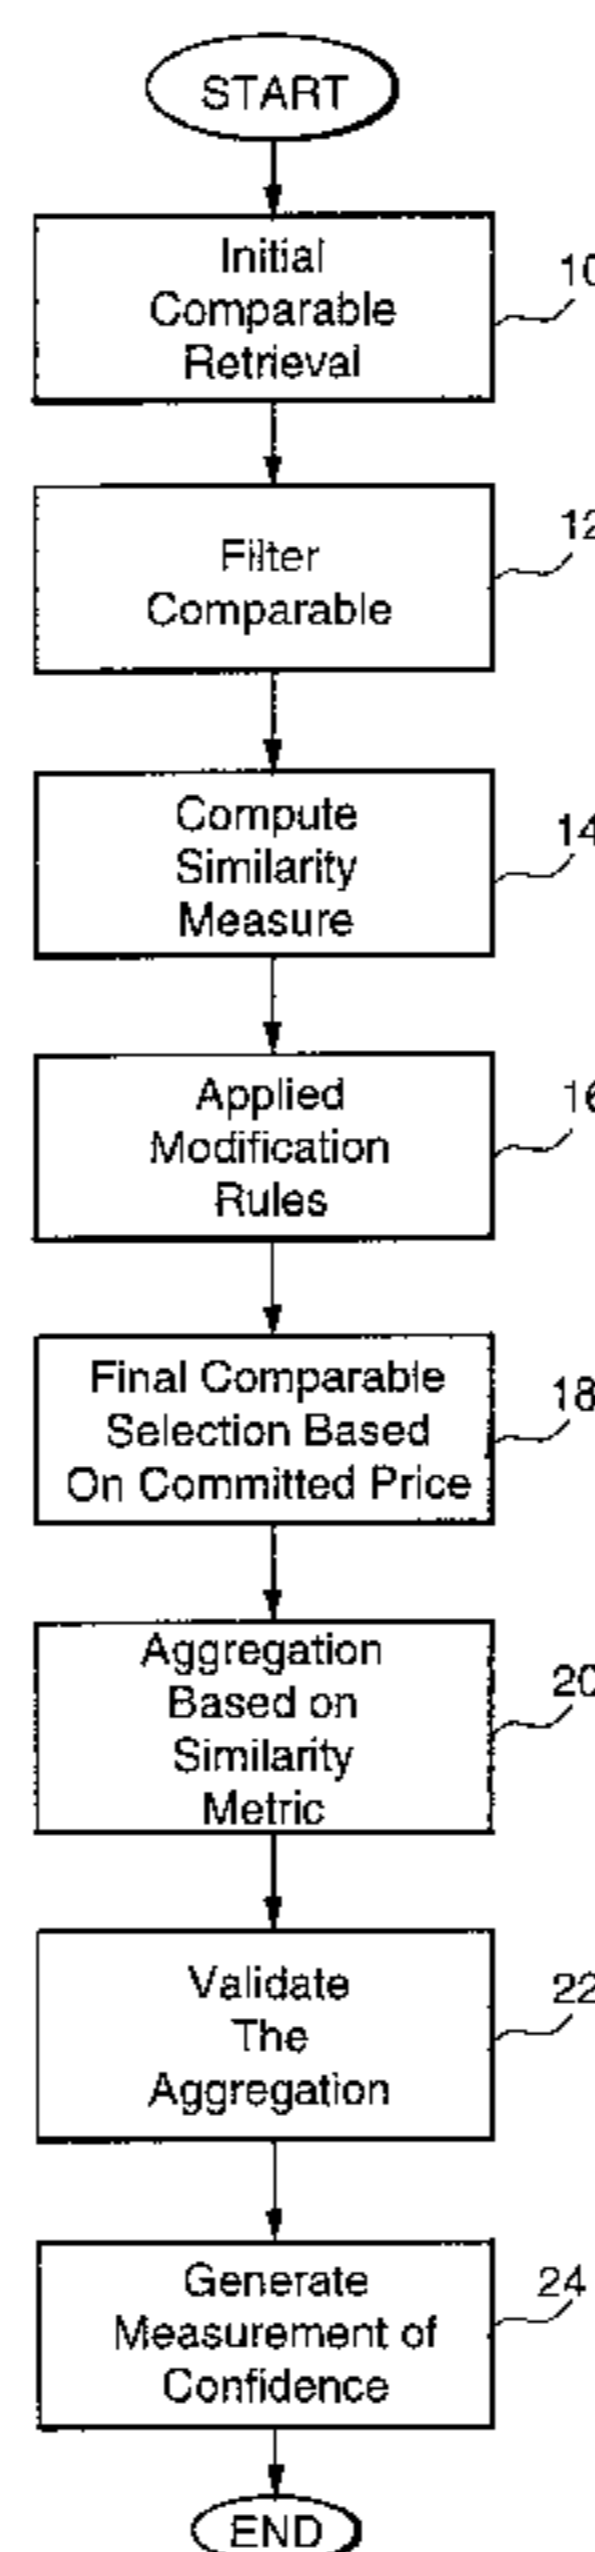 START
Initial
Comparable
Retrieval
10
Filter
Comparable
12
Compute
Similarity
Measure
14
Applied
Modification
Rules
16
Final Comparable
Selection Based
On Committed Price
18
Aggregation
Based on
Similarity
Metric
20
Validate
The
Aggregation
22
Generate
Measurement of
Confidence
24
END